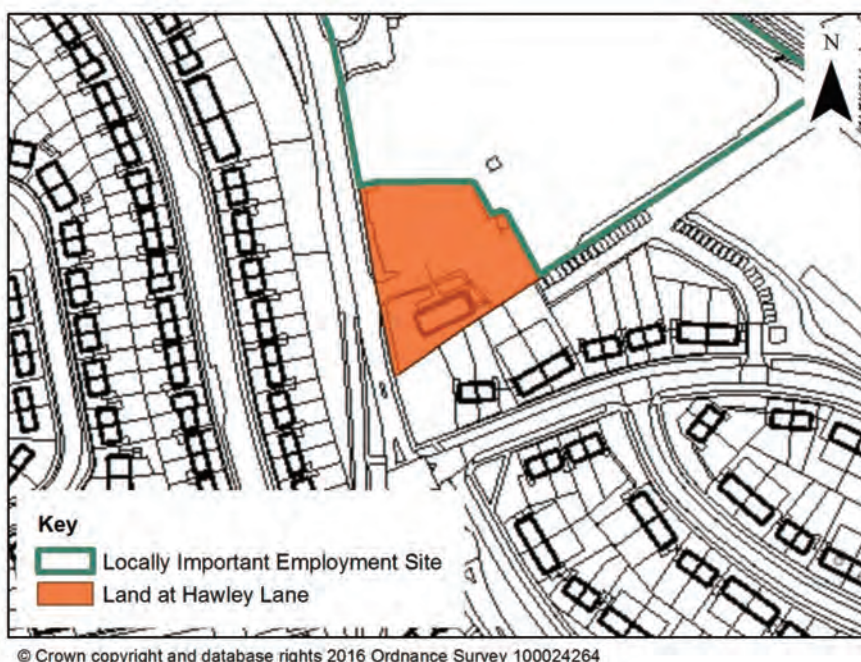 N
Key
Locally Important Employment Site
Land at Hawley Lane
© Crown copyright and database rights 2016 Ordnance Survey 100024264